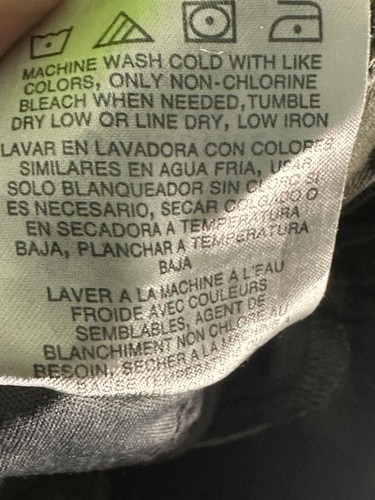 MACHINE WASH COLD WITH LIKE
COLORS, ONLY NON-CHLORINE
BLEACH WHEN NEEDED, TUMBLE
DRY LOW OR LINE DRY, LOW IRON
LAVAR EN LAVADORA CON COLORES
SIMILARES EN AGUA FRIA, USAR
SOLO BLANQUEADOR SIN CLORO SI
ES NECESARIO, SECAR COLGADO O
EN SECADORA A TEMPERATURA
BAJA, PLANCHAR A TEMPERATURA
BAJA
LAVER A LA MACHINE A L'EAU
FROIDE AVEC COULEURS
SEMBLABLES, AGENT DE
BLANCHIMENT NON CHLORE AU
BESOIN, SECHER A LA MACHINE A